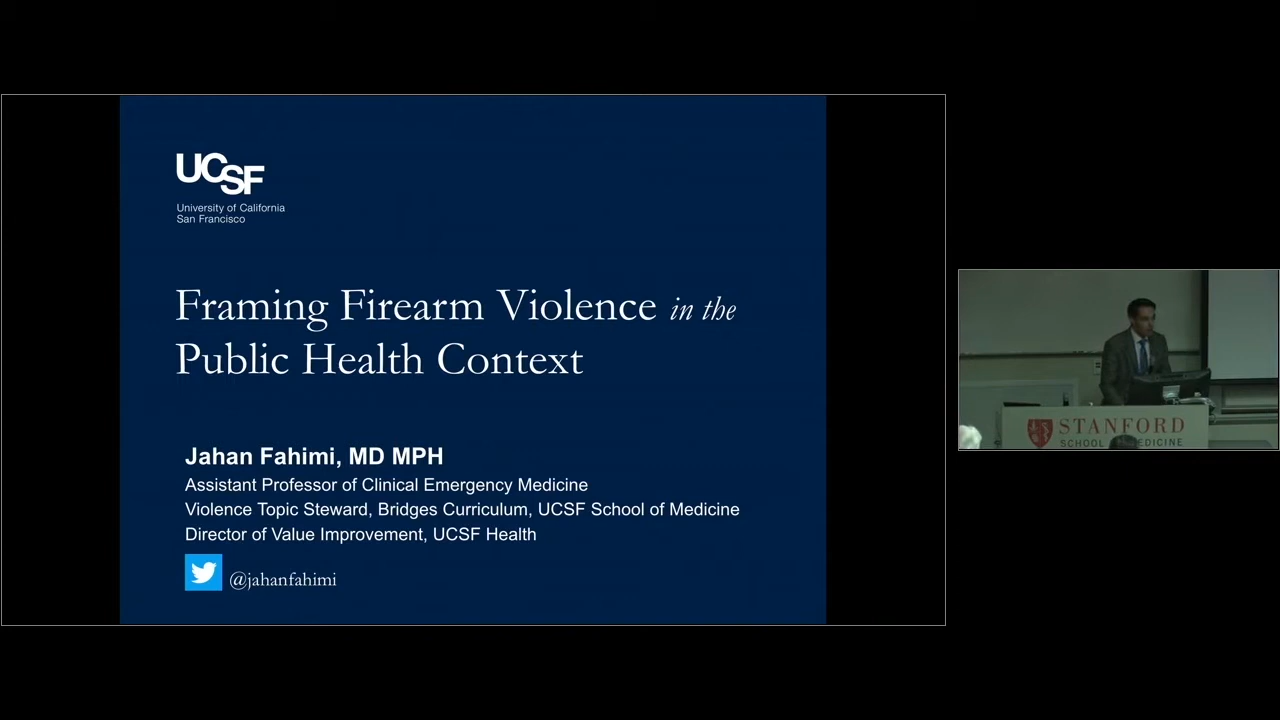 UCSF
University of California
San Francisco
Framing Firearm Violence in the
Public Health Context
Jahan Fahimi, MD MPH
Assistant Professor of Clinical Emergency Medicine
Violence Topic Steward, Bridges Curriculum, UCSF School of Medicine
Director of Value Improvement, UCSF Health
@jahanfahimi
STANFORD
SCHOOL OF MEDICINE